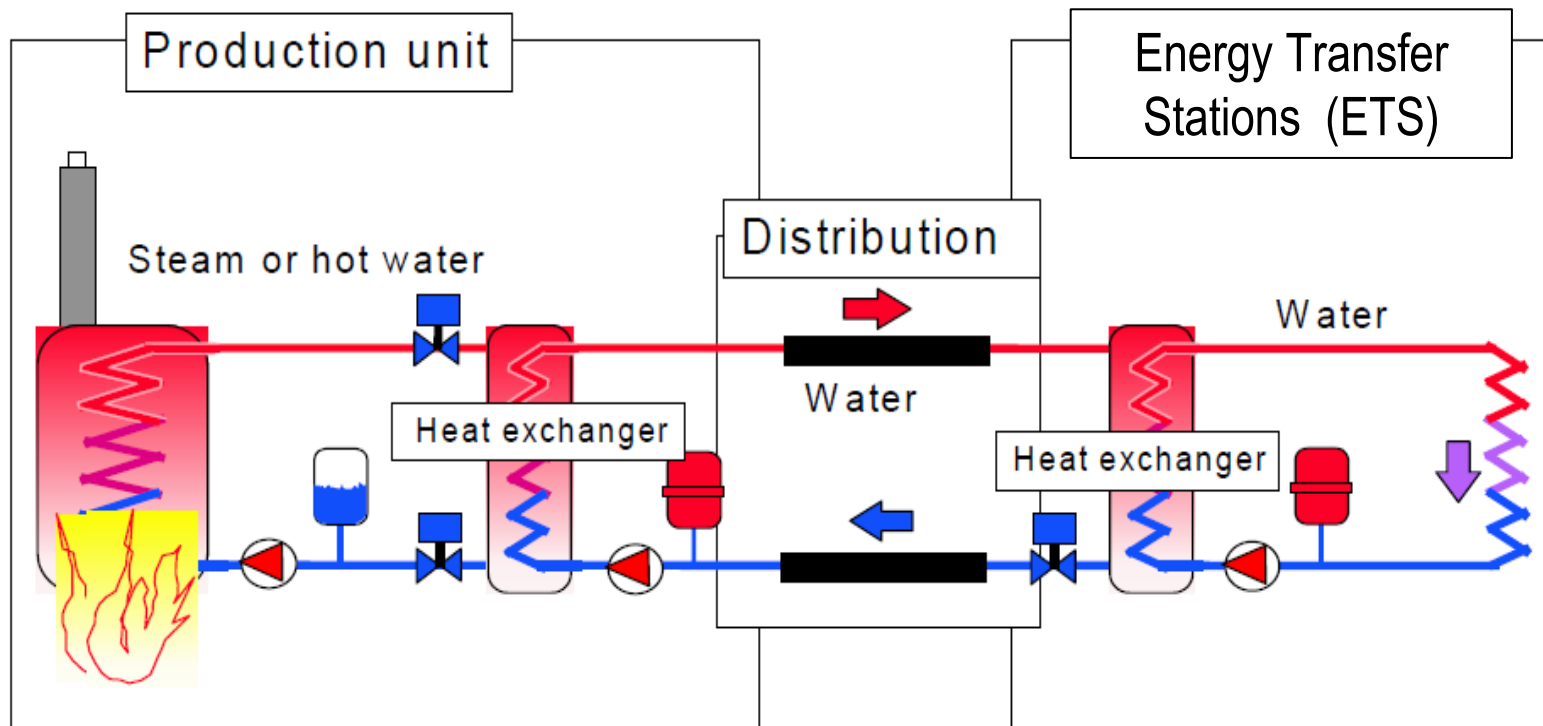 Production unit
Energy Transfer
Stations (ETS)
Distribution
Steam or hot water
Water
Water
Heat exchanger
Heat exchanger